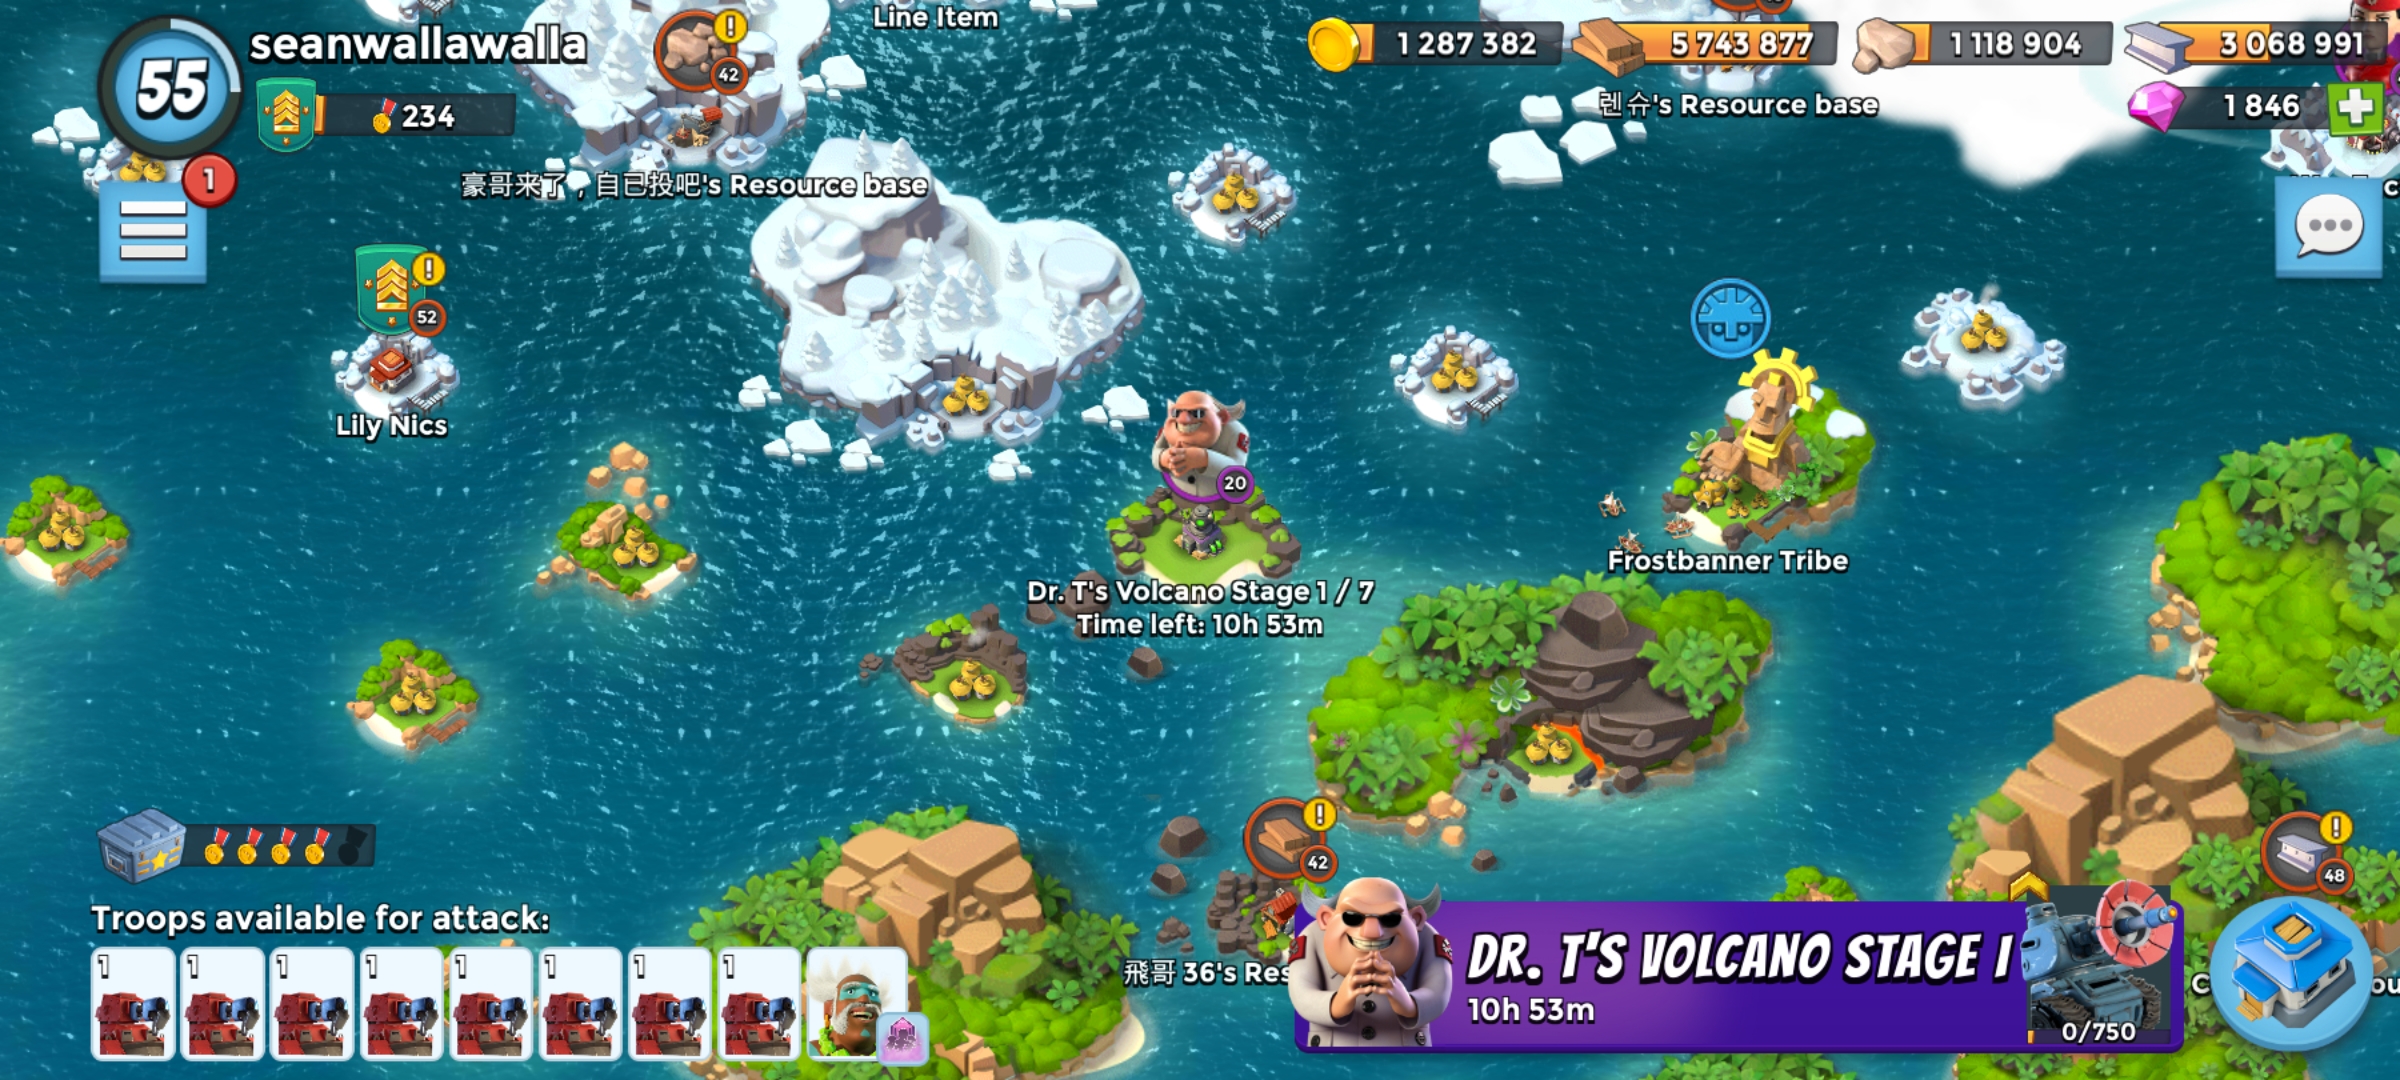 Line Item
55
seanwallawalla
42
1 287 382
5 743 877
1 118 904
3 068 991
234
렌슈's Resource base
1 846
1
豪哥来了，自已投吧's Resource base
52
Lily Nics
20
Frostbanner Tribe
Dr. T's Volcano Stage 1 / 7
Time left: 10h 53m
42
48
Troops available for attack:
1 1 1 1 1 1 1 1
飛哥 36's Res
DR. T'S VOLCANO STAGE 1
10h 53m
0/750